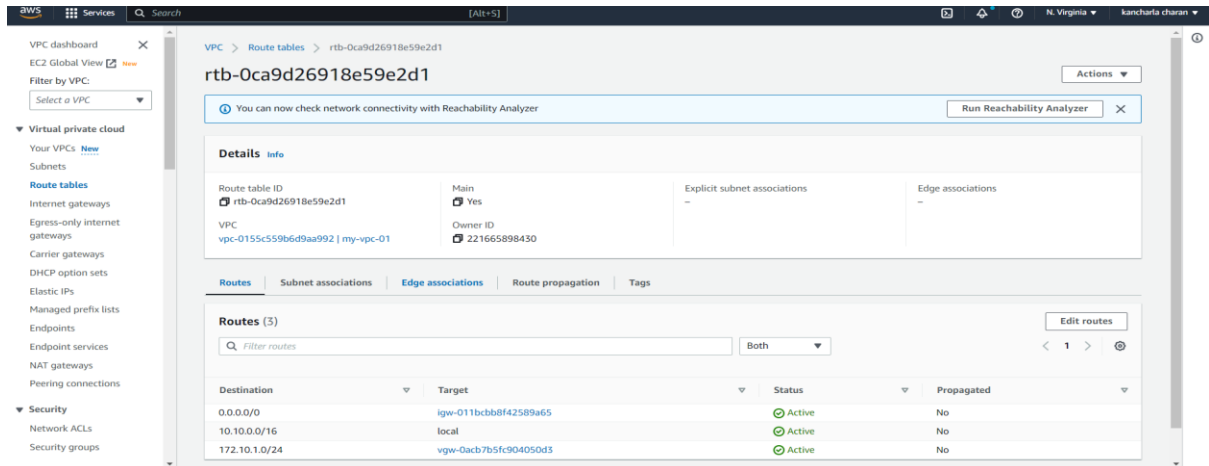 aws Services Search [Alt+S] N. Virginia kancharla charan
VPC dashboard
EC2 Global View New
Filter by VPC:
Select a VPC
Virtual private cloud
Your VPCs New
Subnets
Route tables
Internet gateways
Egress-only internet
gateways
Carrier gateways
DHCP option sets
Elastic IPs
Managed prefix lists
Endpoints
Endpoint services
NAT gateways
Peering connections
Security
Network ACLs
Security groups
VPC > Route tables > rtb-0ca9d26918e59e2d1
rtb-0ca9d26918e59e2d1
Actions
You can now check network connectivity with Reachability Analyzer
Run Reachability Analyzer
Details Info
Route table ID
rtb-0ca9d26918e59e2d1
Main
Yes
Explicit subnet associations
–
Edge associations
–
VPC
vpc-0155c559b6d9aa992 | my-vpc-01
Owner ID
221665898430
Routes Subnet associations Edge associations Route propagation Tags
Routes (3)
Edit routes
Filter routes
Both
< 1 >
Destination Target Status Propagated
0.0.0.0/0 igw-011bcbb8f42589a65 Active No
10.10.0.0/16 local Active No
172.10.1.0/24 vgw-0acb7b5fc904050d3 Active No